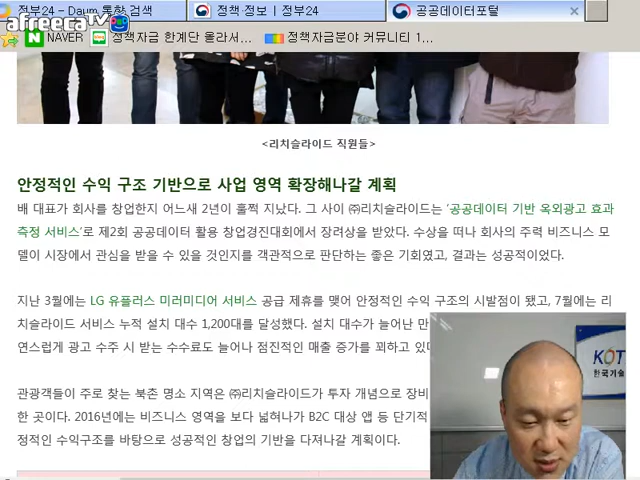 정부24 - Daum 통합 검색
정책·정보 | 정부24
공공데이터포털
afreecaTV
N NAVER
정책자금 한계단 올라서...
정책자금분야 커뮤니티 1...
<리치슬라이드 직원들>
안정적인 수익 구조 기반으로 사업 영역 확장해나갈 계획
배 대표가 회사를 창업한지 어느새 2년이 훌쩍 지났다. 그 사이 ㈜리치슬라이드는 ‘공공데이터 기반 옥외광고 효과
측정 서비스’로 제2회 공공데이터 활용 창업경진대회에서 장려상을 받았다. 수상을 떠나 회사의 주력 비즈니스 모
델이 시장에서 관심을 받을 수 있을 것인지를 객관적으로 판단하는 좋은 기회였고, 결과는 성공적이었다.
지난 3월에는 LG 유플러스 미러미디어 서비스 공급 제휴를 맺어 안정적인 수익 구조의 시발점이 됐고, 7월에는 리
치슬라이드 서비스 누적 설치 대수 1,200대를 달성했다. 설치 대수가 늘어난 만
연스럽게 광고 수주 시 받는 수수료도 늘어나 점진적인 매출 증가를 꾀하고 있
관광객들이 주로 찾는 북촌 명소 지역은 ㈜리치슬라이드가 투자 개념으로 장비
한 곳이다. 2016년에는 비즈니스 영역을 보다 넓혀나가 B2C 대상 앱 등 단기적
정적인 수익구조를 바탕으로 성공적인 창업의 기반을 다져나갈 계획이다.
KOT
한국기술